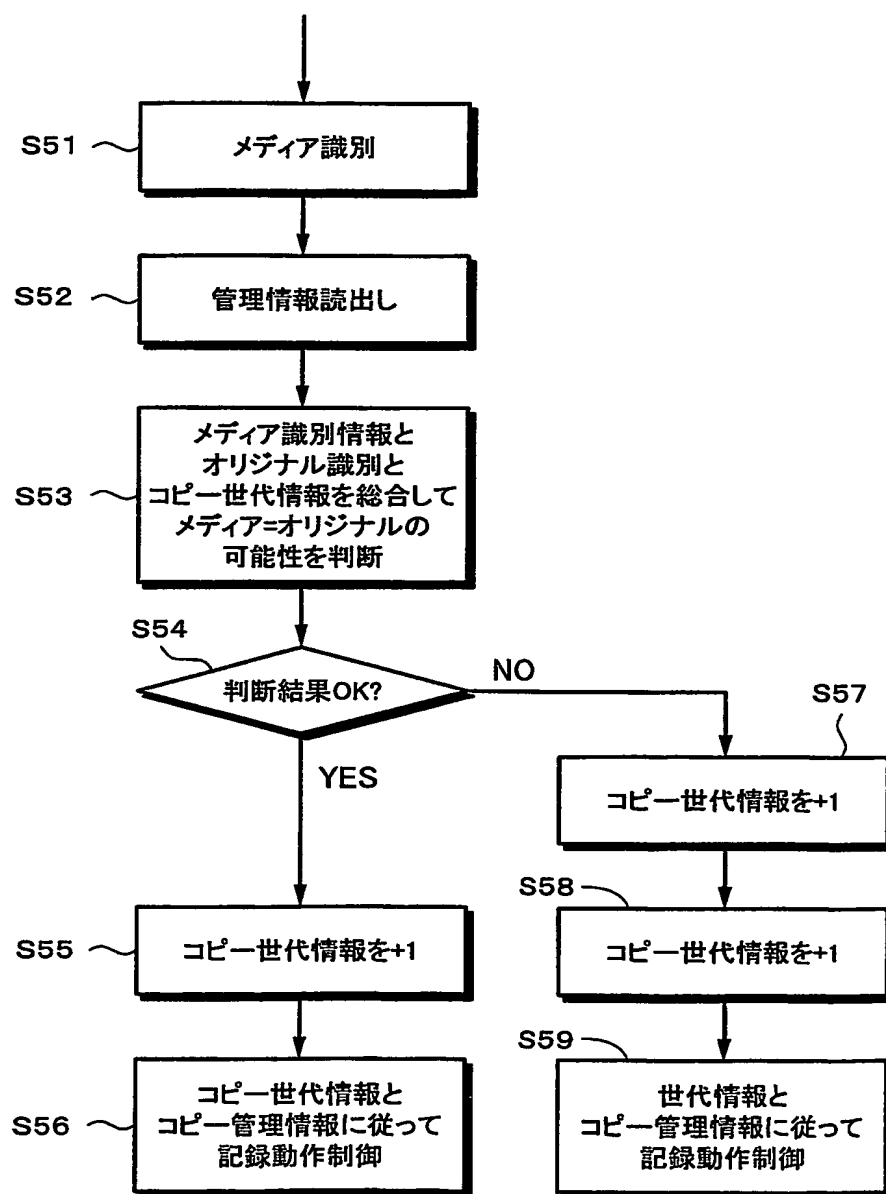 S51
メディア識別
S52
管理情報読出し
S53
メディア識別情報と
オリジナル識別と
コピー世代情報を総合して
メディア=オリジナルの
可能性を判断
S54
判断結果OK?
NO
YES
S57
コピー世代情報を+1
S58
コピー世代情報を+1
S55
コピー世代情報を+1
S59
世代情報と
コピー管理情報に従って
記録動作制御
S56
コピー世代情報と
コピー管理情報に従って
記録動作制御